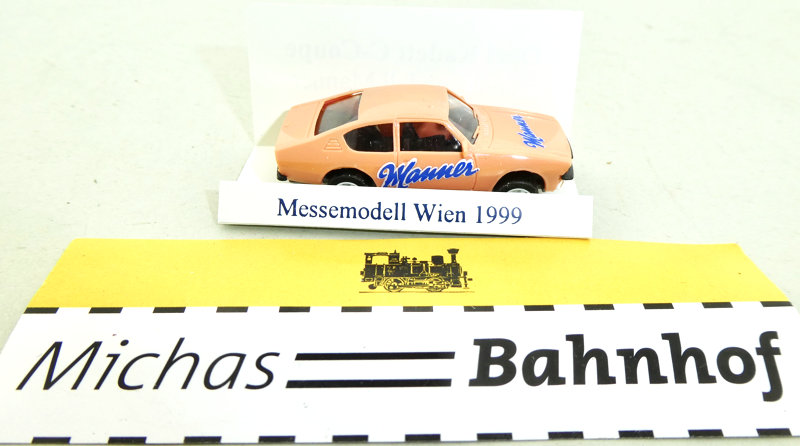 Manner
Manner
Messemodell Wien 1999
Michas Bahnhof